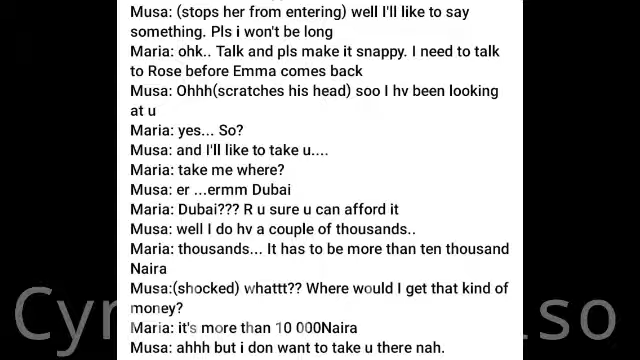 Musa: (stops her from entering) well I'll like to say
something. Pls i won't be long
Maria: ohk.. Talk and pls make it snappy. I need to talk
to Rose before Emma comes back
Musa: Ohhh(scratches his head) soo I hv been looking
at u
Maria: yes... So?
Musa: and I'll like to take u....
Maria: take me where?
Musa: er ...ermm Dubai
Maria: Dubai??? R u sure u can afford it
Musa: well I do hv a couple of thousands..
Maria: thousands... It has to be more than ten thousand
Naira
Musa:(shocked) whattt?? Where would I get that kind of
money?
Maria: it's more than 10 000Naira
Musa: ahhh but i don want to take u there nah.